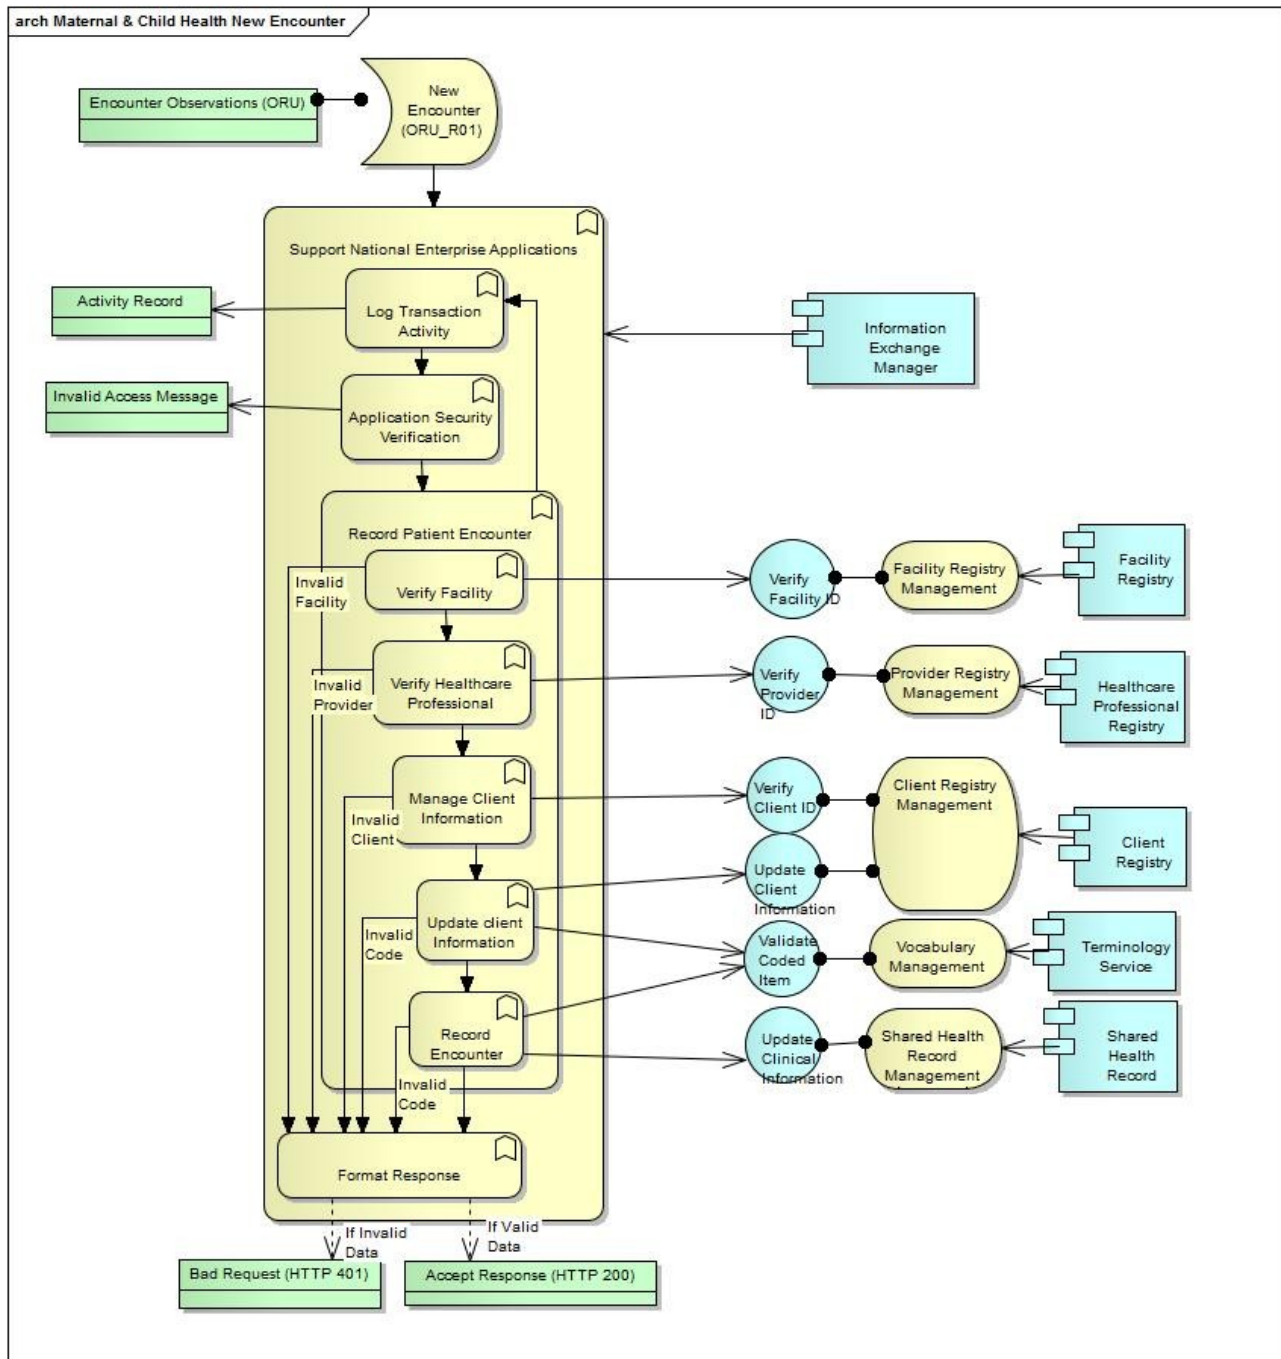 arch Maternal & Child Health New Encounter
Encounter Observations (ORU)
New
Encounter
(ORU_R01)
Support National Enterprise Applications
Activity Record
Log Transaction
Activity
Information
Exchange
Manager
Invalid Access Message
Application Security
Verification
Record Patient Encounter
Invalid
Facility
Verify Facility
Verify
Facility ID
Facility Registry
Management
Facility
Registry
Invalid
Provider
Verify Healthcare
Professional
Verify
Provider
ID
Provider Registry
Management
Healthcare
Professional
Registry
Invalid
Client
Manage Client
Information
Verify
Client ID
Client Registry
Management
Client
Registry
Invalid
Code
Update client
Information
Update
Client
Information
Validate
Coded
Item
Vocabulary
Management
Terminology
Service
Invalid
Code
Record
Encounter
Update
Clinical
Information
Shared Health
Record
Management
Shared
Health
Record
Format Response
If Invalid
Data
If Valid
Data
Bad Request (HTTP 401)
Accept Response (HTTP 200)